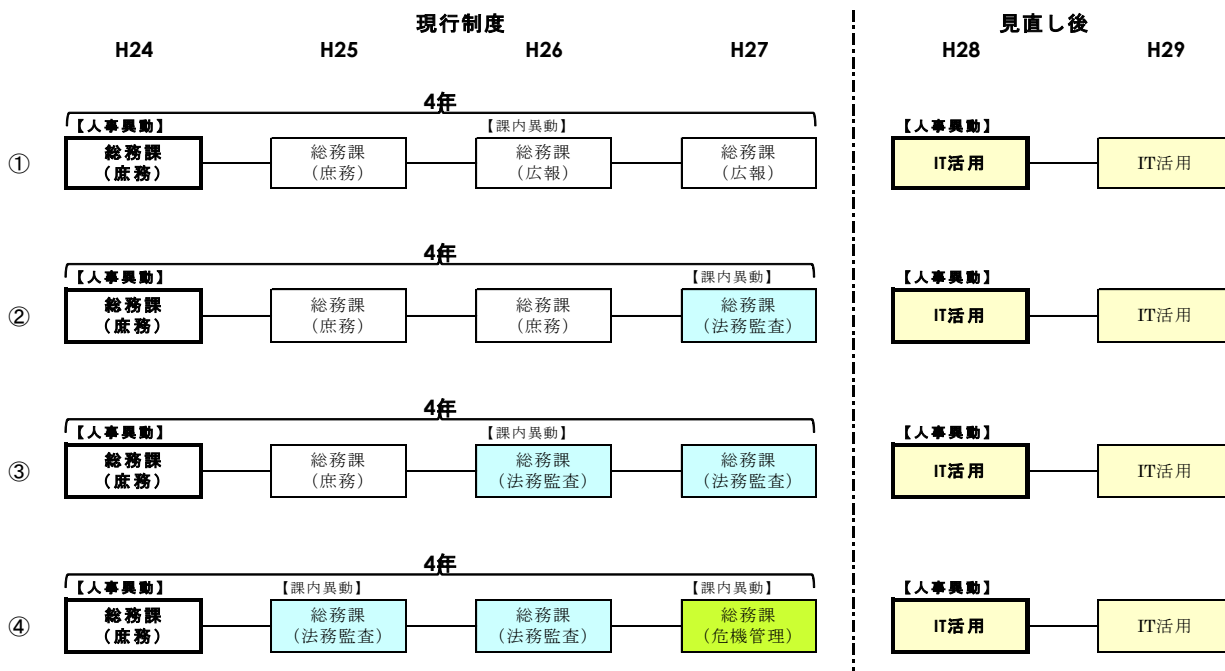 現行制度 見直し後
H24 H25 H26 H27 H28 H29
4年
【人事異動】 【課内異動】 【人事異動】
① 総務課 総務課 総務課 総務課 IT活用 IT活用
(庶務) (庶務) (広報) (広報)
4年
【人事異動】 【課内異動】 【人事異動】
② 総務課 総務課 総務課 総務課 IT活用 IT活用
(庶務) (庶務) (庶務) (法務監査)
4年
【人事異動】 【課内異動】 【人事異動】
③ 総務課 総務課 総務課 総務課 IT活用 IT活用
(庶務) (庶務) (法務監査) (法務監査)
4年
【人事異動】 【課内異動】 【課内異動】 【人事異動】
④ 総務課 総務課 総務課 総務課 IT活用 IT活用
(庶務) (法務監査) (法務監査) (危機管理)